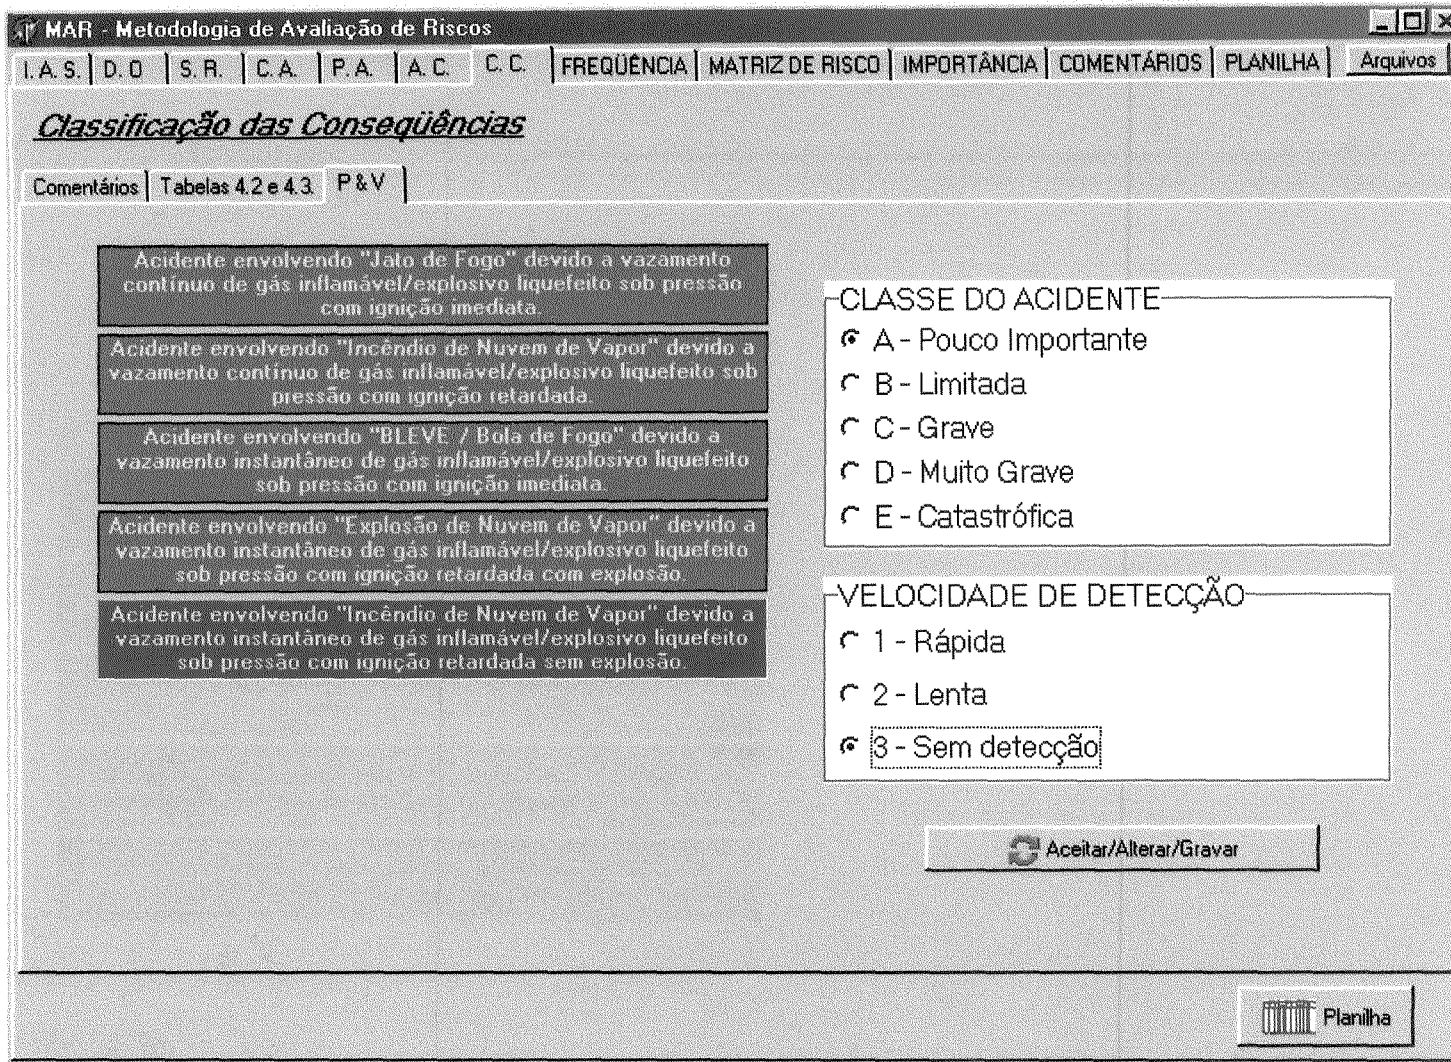 MAR - Metodologia de Avaliação de Riscos
I. A. S. D. O S. R. C.A. P. A. A. C. C. C. FREQÜÊNCIA MATRIZ DE RISCO IMPORTÂNCIA COMENTÁRIOS PLANILHA Arquivos
Classificação das Conseqüências
Comentários Tabelas 4.2 e 4.3. P & V
Acidente envolvendo "Jato de Fogo" devido a vazamento
contínuo de gás inflamável/explosivo liquefeito sob pressão
com ignição imediata.
Acidente envolvendo "Incêndio de Nuvem de Vapor" devido a
vazamento contínuo de gás inflamável/explosivo liquefeito sob
pressão com ignição retardada.
Acidente envolvendo "BLEVE / Bola de Fogo" devido a
vazamento instantâneo de gás inflamável/explosivo liquefeito
sob pressão com ignição imediata.
Acidente envolvendo "Explosão de Nuvem de Vapor" devido a
vazamento instantâneo de gás inflamável/explosivo liquefeito
sob pressão com ignição retardada com explosão.
Acidente envolvendo "Incêndio de Nuvem de Vapor" devido a
vazamento instantâneo de gás inflamável/explosivo liquefeito
sob pressão com ignição retardada sem explosão.
CLASSE DO ACIDENTE
A - Pouco Importante
B - Limitada
C - Grave
D - Muito Grave
E - Catastrófica
VELOCIDADE DE DETECÇÃO
1 - Rápida
2 - Lenta
3 - Sem detecção
Aceitar/Alterar/Gravar
Planilha